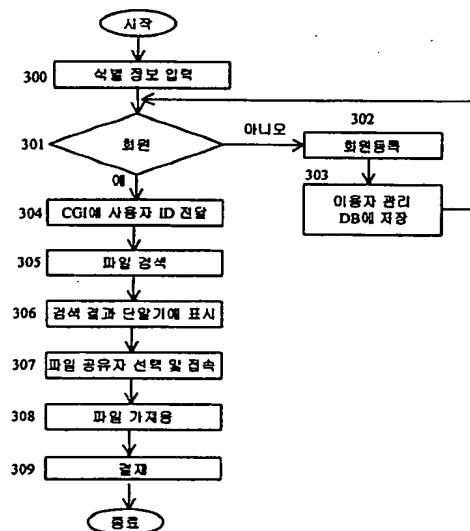 시작
300 식별 정보 입력
302
301 회원 아니오 회원등록
예 303
304 CGI에 사용자 ID 전달 이용자 관리
DB에 저장
305 파일 검색
306 검색 결과 단말기에 표시
307 파일 공유자 선택 및 접속
308 파일 가져옴
309 결재
종료